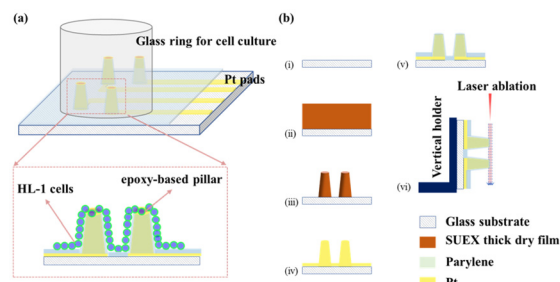 (a)
Glass ring for cell culture
Pt pads
HL-1 cells
epoxy-based pillar
(b)
(i)
(ii)
(iii)
(iv)
(v)
Laser ablation
Vertical holder
(vi)
Glass substrate
SUEX thick dry film
Parylene
Pt